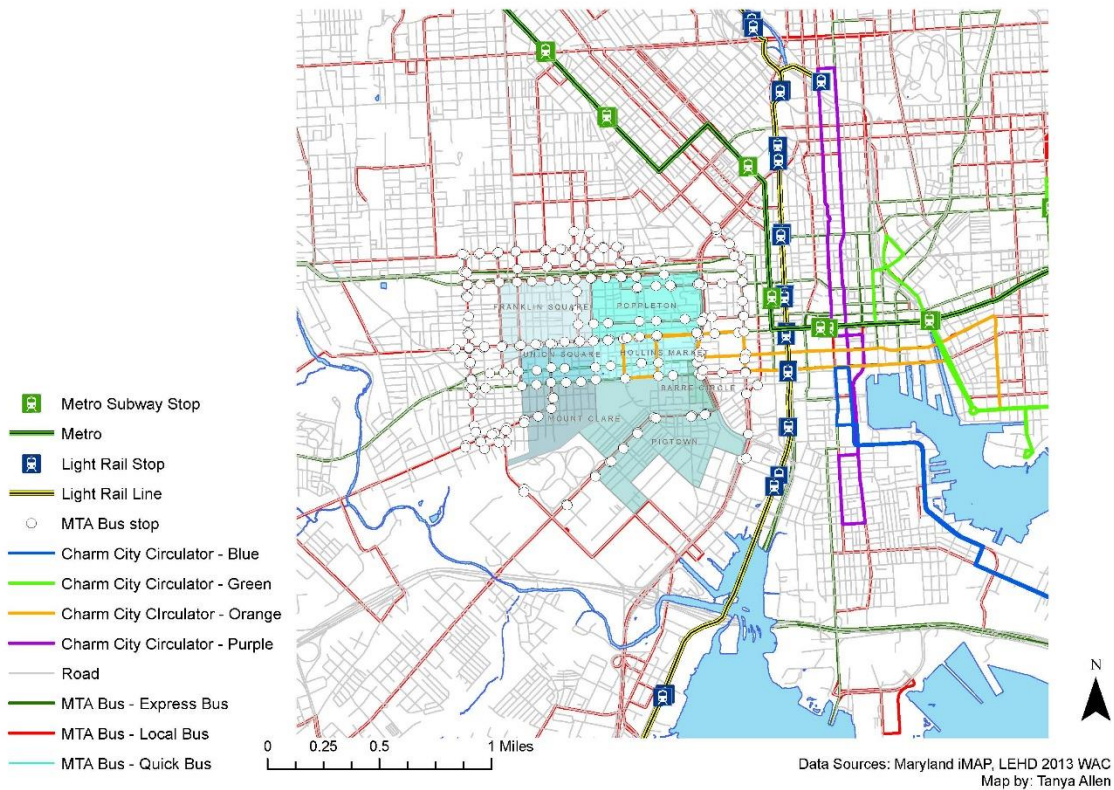 FRANKLIN SQUARE
POPPLETON
UNION SQUARE
HOLLINS MARKET
BARRE CIRCLE
MOUNT CLARE
PIGTOWN
Metro Subway Stop
Metro
Light Rail Stop
Light Rail Line
MTA Bus stop
Charm City Circulator - Blue
Charm City Circulator - Green
Charm City CIrculator - Orange
Charm City Circulator - Purple
Road
MTA Bus - Express Bus
MTA Bus - Local Bus
MTA Bus - Quick Bus
0 0.25 0.5 1 Miles
N
Data Sources: Maryland iMAP, LEHD 2013 WAC
Map by: Tanya Allen